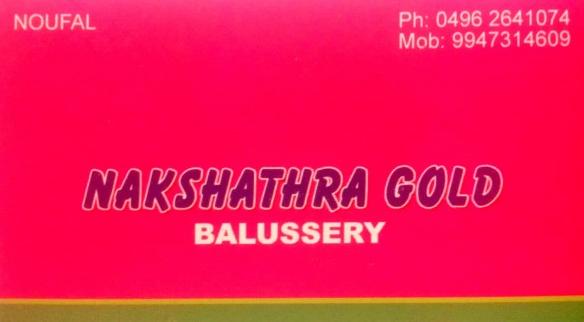 NOUFAL
Ph: 0496 2641074
Mob: 9947314609
NAKSHATHRA GOLD
BALUSSERY